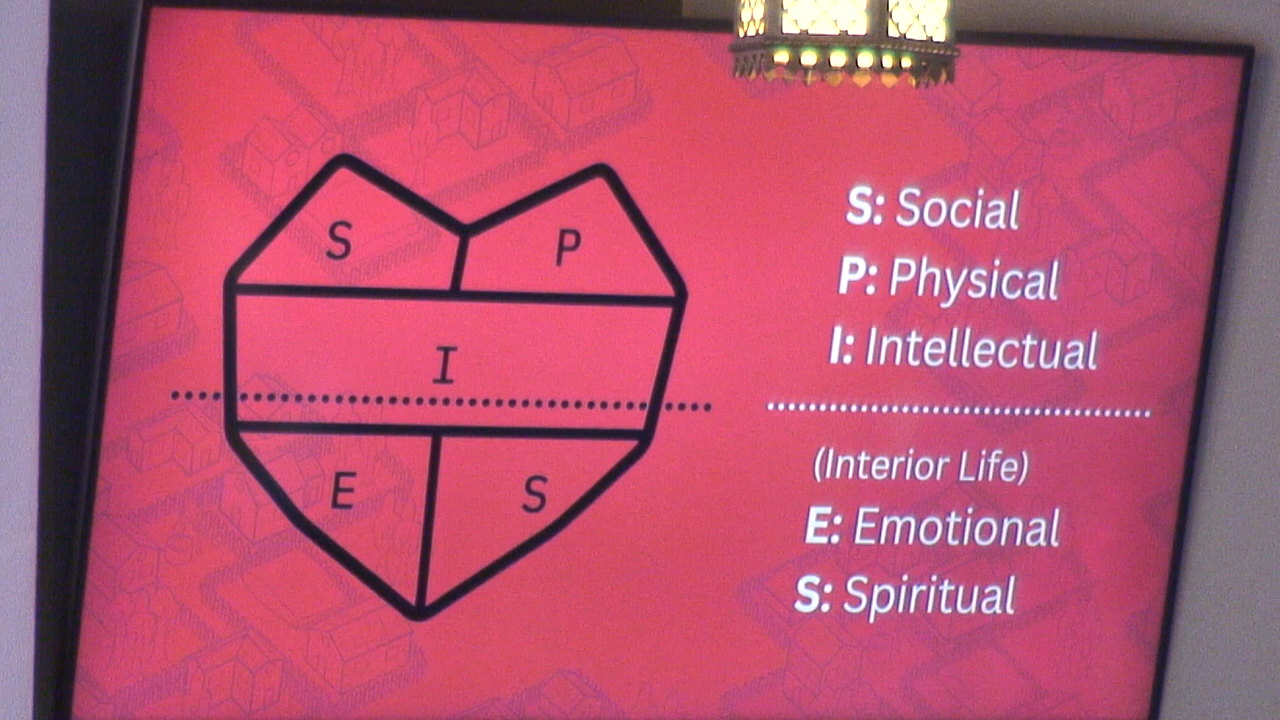 S P
I
E S
S: Social
P: Physical
I: Intellectual
(Interior Life)
E: Emotional
S: Spiritual